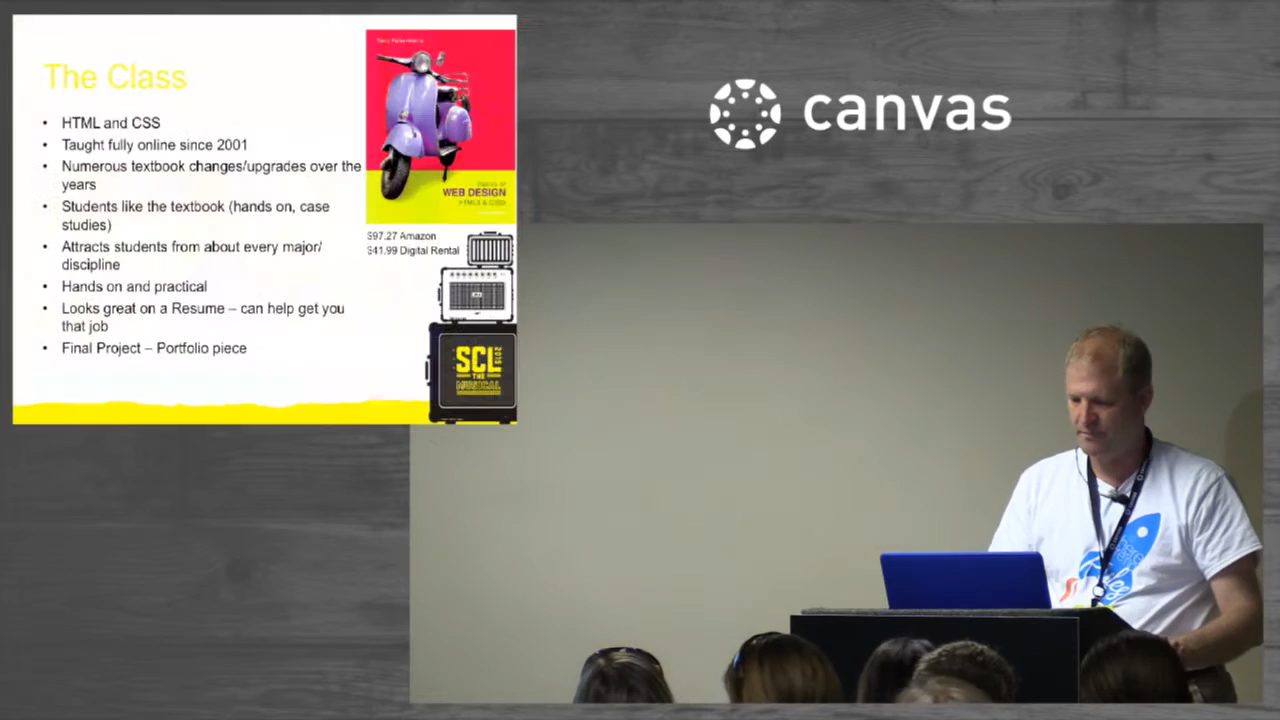 The Class
• HTML and CSS
• Taught fully online since 2001
• Numerous textbook changes/upgrades over the
years
• Students like the textbook (hands on, case
studies)
• Attracts students from about every major/
discipline
• Hands on and practical
• Looks great on a Resume – can help get you
that job
• Final Project – Portfolio piece
WEB DESIGN
HTML5 & CSS3
$97.27 Amazon
$41.99 Digital Rental
SCL
2015
THE
MUSICAL
canvas